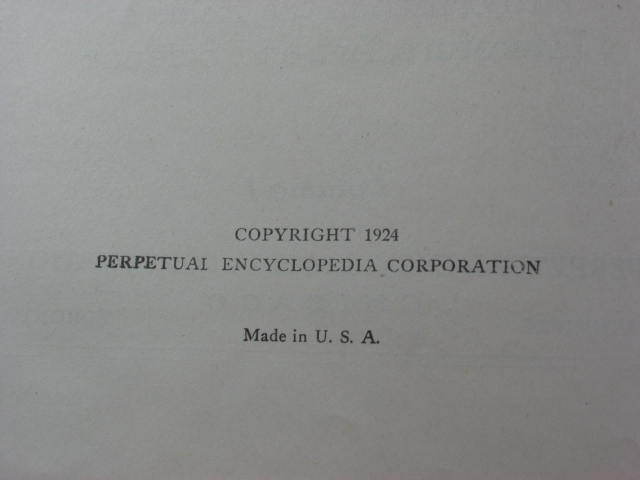 COPYRIGHT 1924
PERPETUAL ENCYCLOPEDIA CORPORATION
Made in U. S. A.